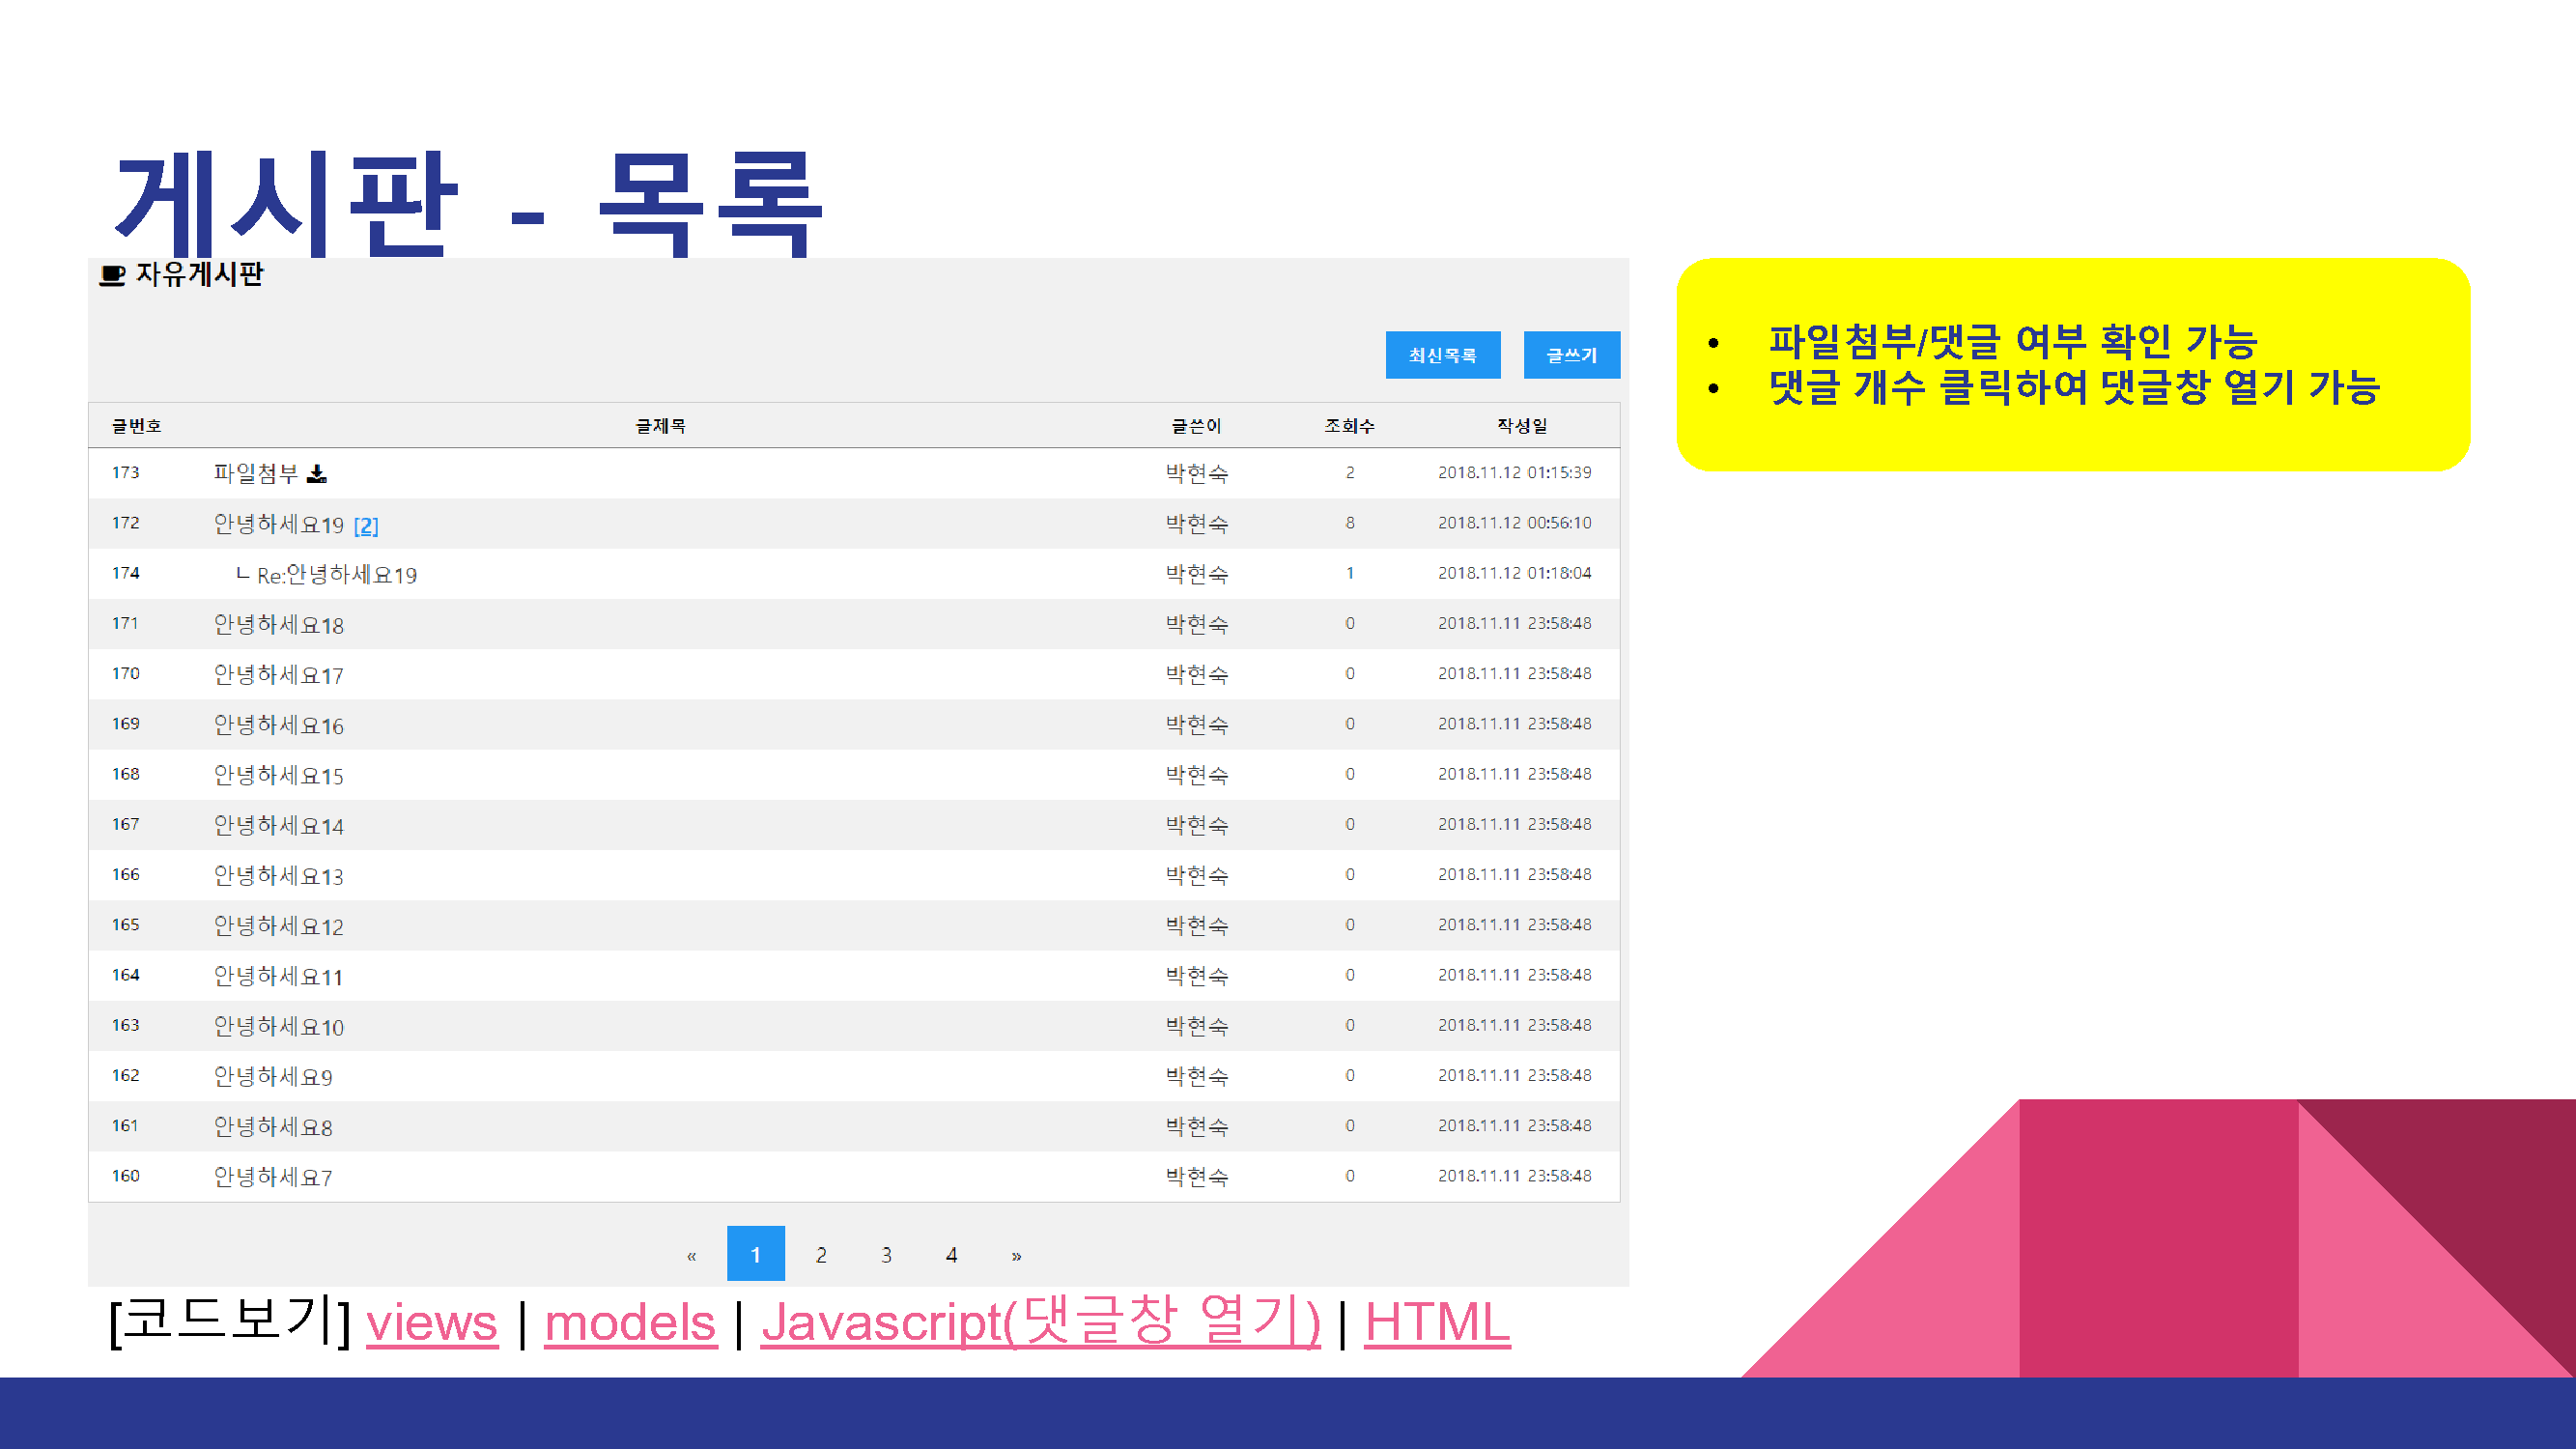 게시판 - 목록
자유게시판
최신목록 글쓰기
글번호 글제목 글쓴이 조회수 작성일
173 파일첨부 박현숙 2 2018.11.12 01:15:39
172 안녕하세요19 [2] 박현숙 8 2018.11.12 00:56:10
174 ㄴ Re:안녕하세요19 박현숙 1 2018.11.12 01:18:04
171 안녕하세요18 박현숙 0 2018.11.11 23:58:48
170 안녕하세요17 박현숙 0 2018.11.11 23:58:48
169 안녕하세요16 박현숙 0 2018.11.11 23:58:48
168 안녕하세요15 박현숙 0 2018.11.11 23:58:48
167 안녕하세요14 박현숙 0 2018.11.11 23:58:48
166 안녕하세요13 박현숙 0 2018.11.11 23:58:48
165 안녕하세요12 박현숙 0 2018.11.11 23:58:48
164 안녕하세요11 박현숙 0 2018.11.11 23:58:48
163 안녕하세요10 박현숙 0 2018.11.11 23:58:48
162 안녕하세요9 박현숙 0 2018.11.11 23:58:48
161 안녕하세요8 박현숙 0 2018.11.11 23:58:48
160 안녕하세요7 박현숙 0 2018.11.11 23:58:48
« 1 2 3 4 »
• 파일첨부/댓글 여부 확인 가능
• 댓글 개수 클릭하여 댓글창 열기 가능
[코드보기] views | models | Javascript(댓글창 열기) | HTML